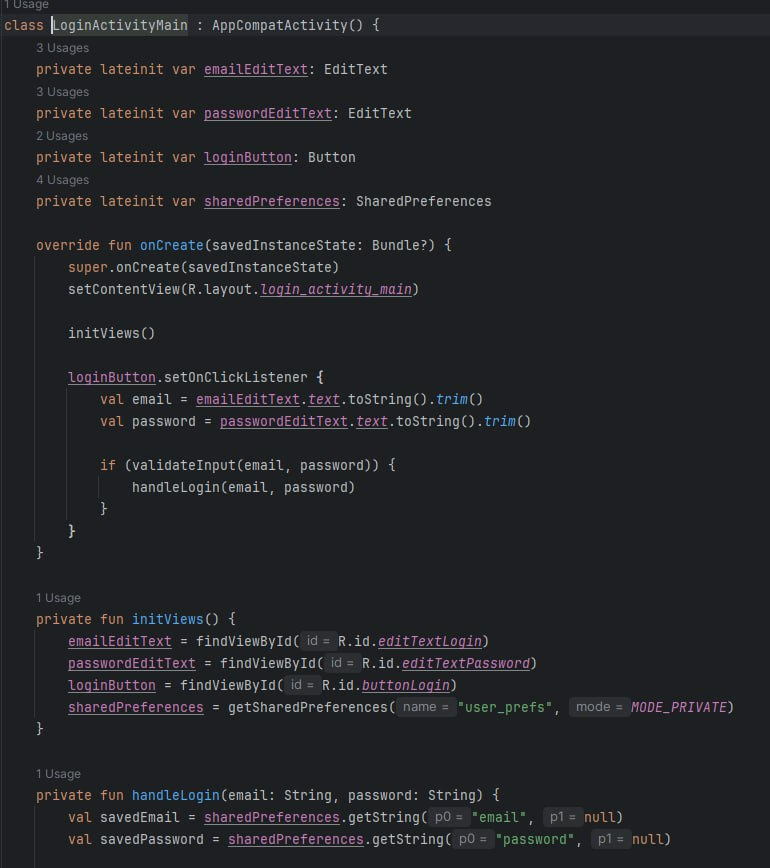 1 Usage
class LoginActivityMain : AppCompatActivity() {
3 Usages
private lateinit var emailEditText: EditText
3 Usages
private lateinit var passwordEditText: EditText
2 Usages
private lateinit var loginButton: Button
4 Usages
private lateinit var sharedPreferences: SharedPreferences
override fun onCreate(savedInstanceState: Bundle?) {
super.onCreate(savedInstanceState)
setContentView(R.layout.login_activity_main)
initViews()
loginButton.setOnClickListener {
val email = emailEditText.text.toString().trim()
val password = passwordEditText.text.toString().trim()
if (validateInput(email, password)) {
handleLogin(email, password)
}
}
}
1 Usage
private fun initViews() {
emailEditText = findViewById( id = R.id.editTextLogin)
passwordEditText = findViewById( id = R.id.editTextPassword)
loginButton = findViewById( id = R.id.buttonLogin)
sharedPreferences = getSharedPreferences( name = "user_prefs", mode = MODE_PRIVATE)
}
1 Usage
private fun handleLogin(email: String, password: String) {
val savedEmail = sharedPreferences.getString( p0 = "email", p1 = null)
val savedPassword = sharedPreferences.getString( p0 = "password", p1 = null)